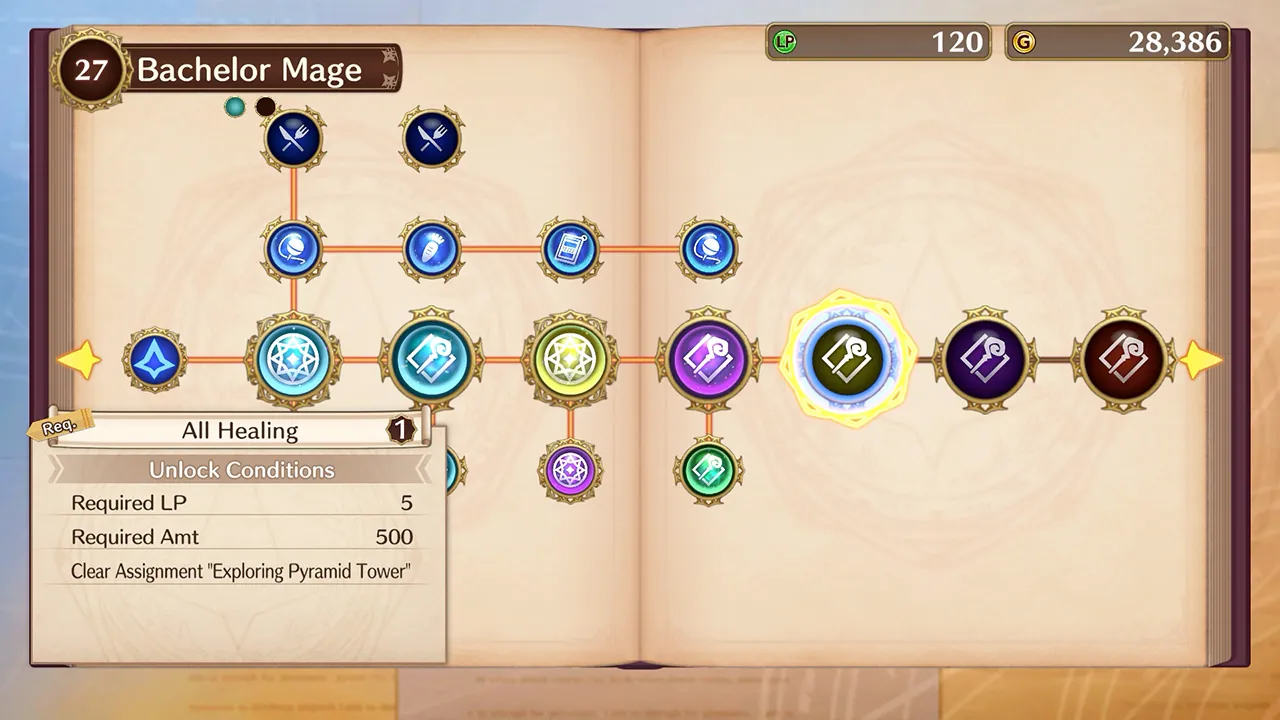 27 Bachelor Mage
LP 120
G 28,386
Req. All Healing 1
Unlock Conditions
Required LP 5
Required Amt 500
Clear Assignment "Exploring Pyramid Tower"